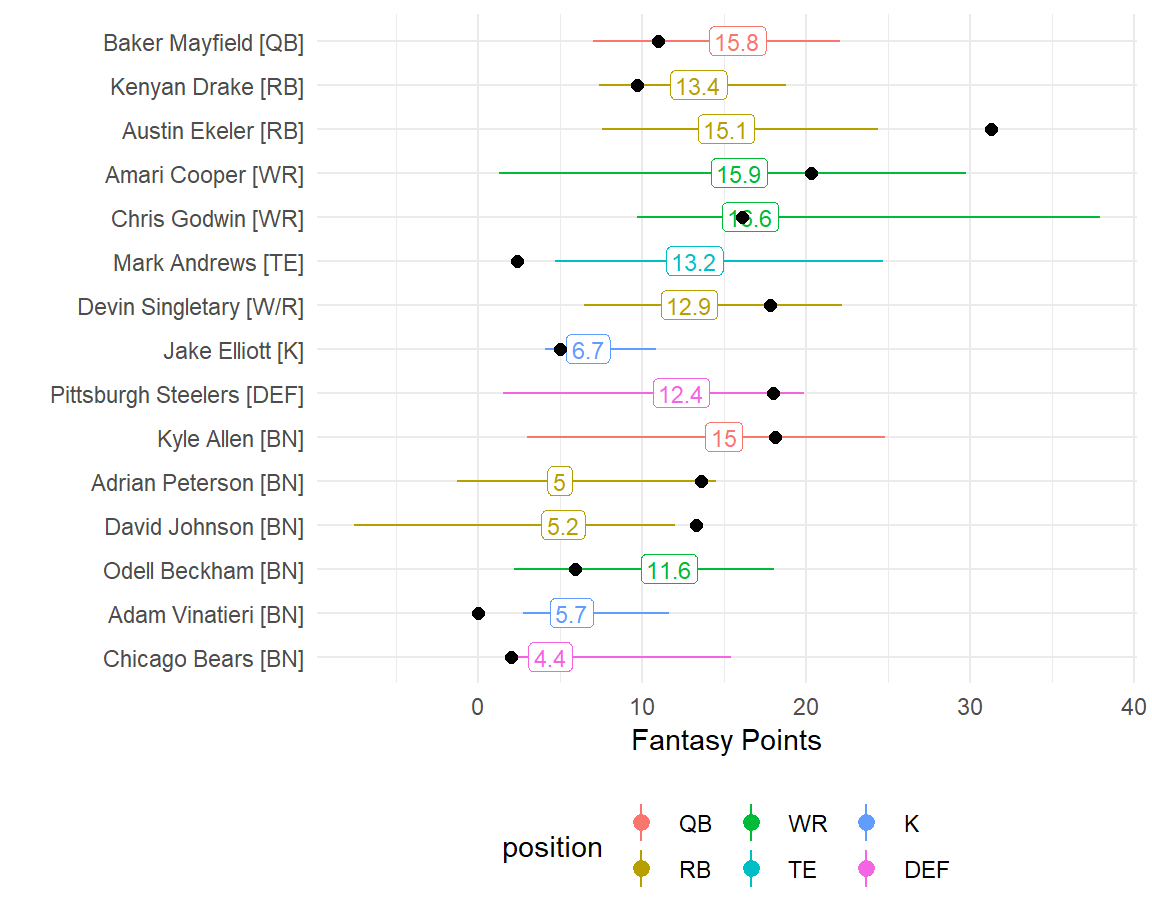 Baker Mayfield [QB] 15.8
Kenyan Drake [RB] 13.4
Austin Ekeler [RB] 15.1
Amari Cooper [WR] 15.9
Chris Godwin [WR]
Mark Andrews [TE] 13.2
Devin Singletary [W/R] 12.9
Jake Elliott [K] 6.7
Pittsburgh Steelers [DEF] 12.4
Kyle Allen [BN] 15
Adrian Peterson [BN] 5
David Johnson [BN] 5.2
Odell Beckham [BN] 11.6
Adam Vinatieri [BN] 5.7
Chicago Bears [BN] 4.4
0 10 20 30 40
Fantasy Points
position
QB WR K
RB TE DEF